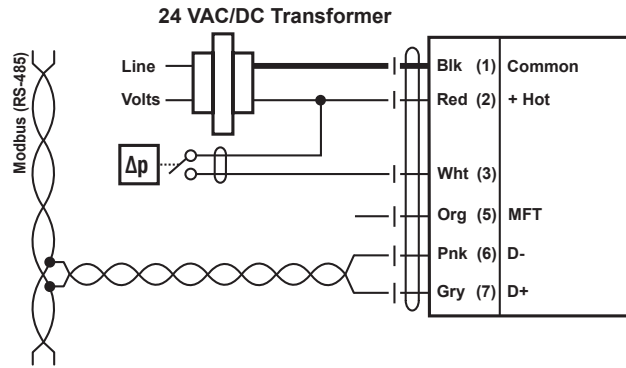 24 VAC/DC Transformer
Modbus (RS-485)
Line
Volts
Δp
Blk (1) Common
Red (2) + Hot
Wht (3)
Org (5) MFT
Pnk (6) D-
Gry (7) D+